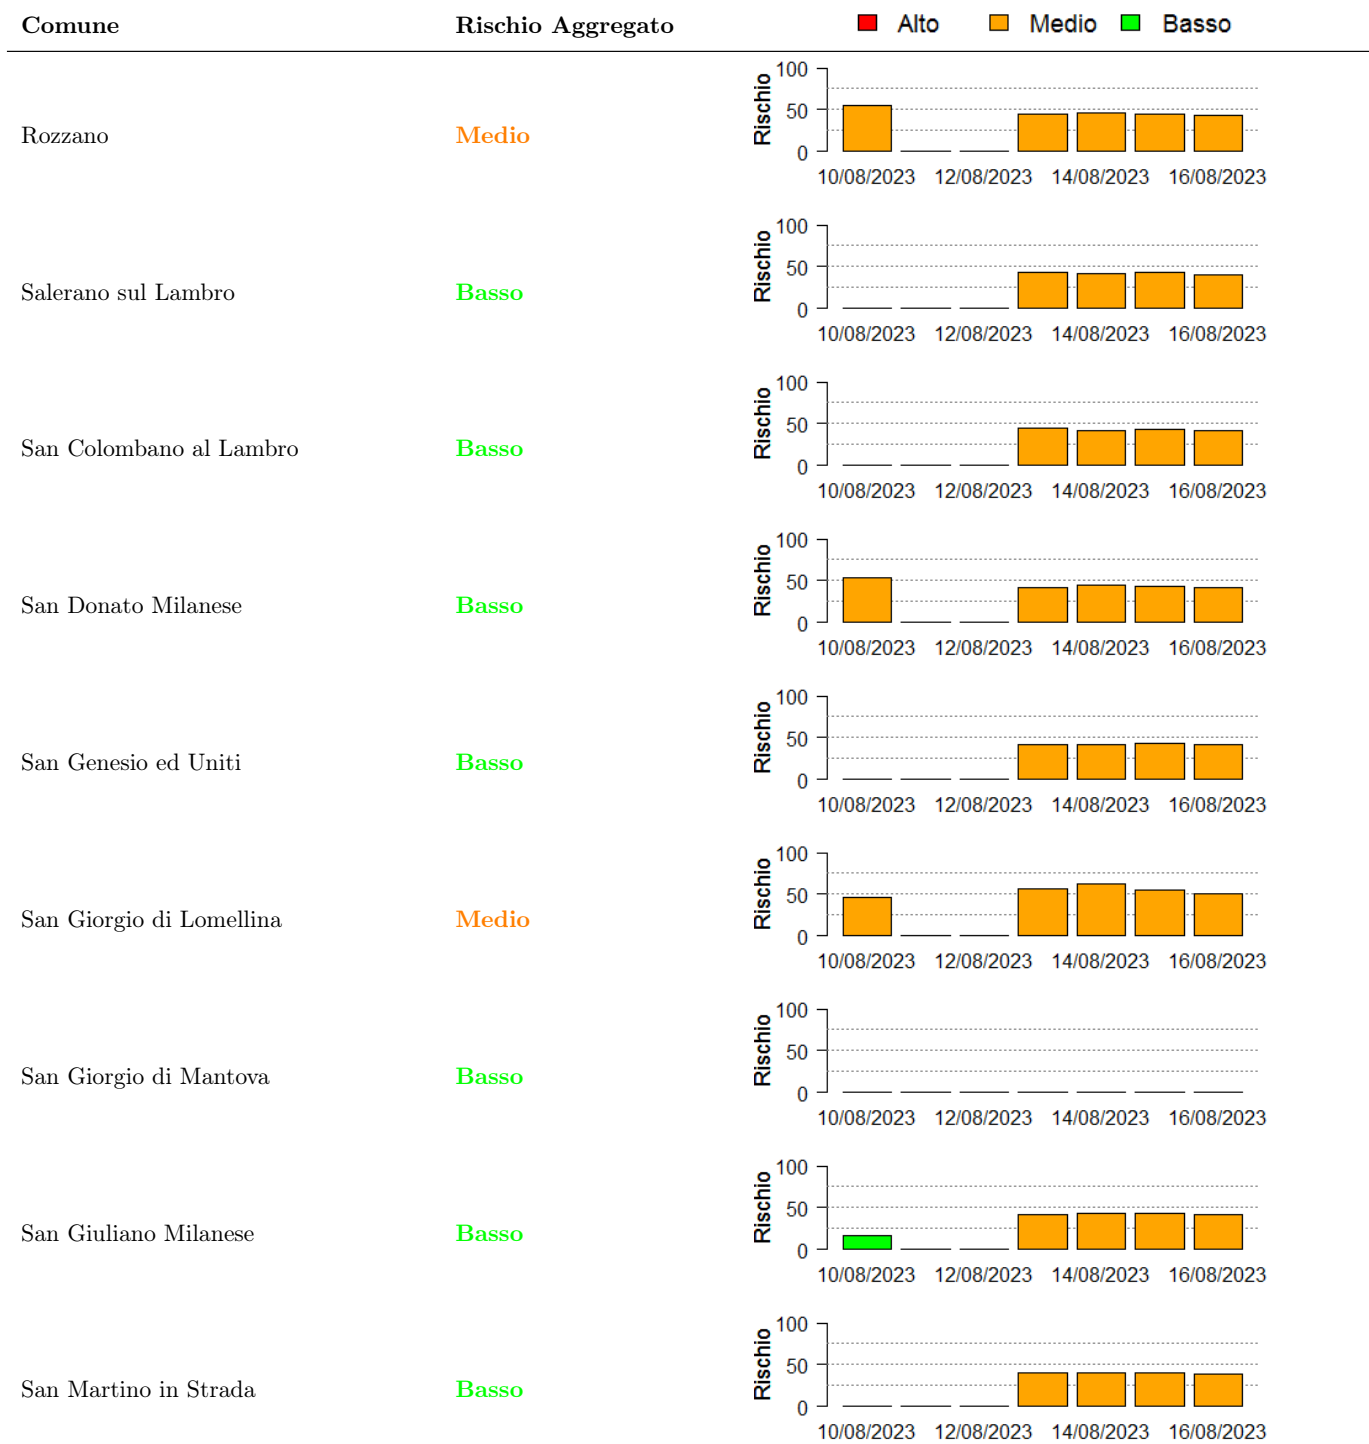 Comune Rischio Aggregato Alto Medio Basso
Rozzano Medio Rischio 100 50 0
10/08/2023 12/08/2023 14/08/2023 16/08/2023
Salerano sul Lambro Basso Rischio 100 50 0
10/08/2023 12/08/2023 14/08/2023 16/08/2023
San Colombano al Lambro Basso Rischio 100 50 0
10/08/2023 12/08/2023 14/08/2023 16/08/2023
San Donato Milanese Basso Rischio 100 50 0
10/08/2023 12/08/2023 14/08/2023 16/08/2023
San Genesio ed Uniti Basso Rischio 100 50 0
10/08/2023 12/08/2023 14/08/2023 16/08/2023
San Giorgio di Lomellina Medio Rischio 100 50 0
10/08/2023 12/08/2023 14/08/2023 16/08/2023
San Giorgio di Mantova Basso Rischio 100 50 0
10/08/2023 12/08/2023 14/08/2023 16/08/2023
San Giuliano Milanese Basso Rischio 100 50 0
10/08/2023 12/08/2023 14/08/2023 16/08/2023
San Martino in Strada Basso Rischio 100 50 0
10/08/2023 12/08/2023 14/08/2023 16/08/2023